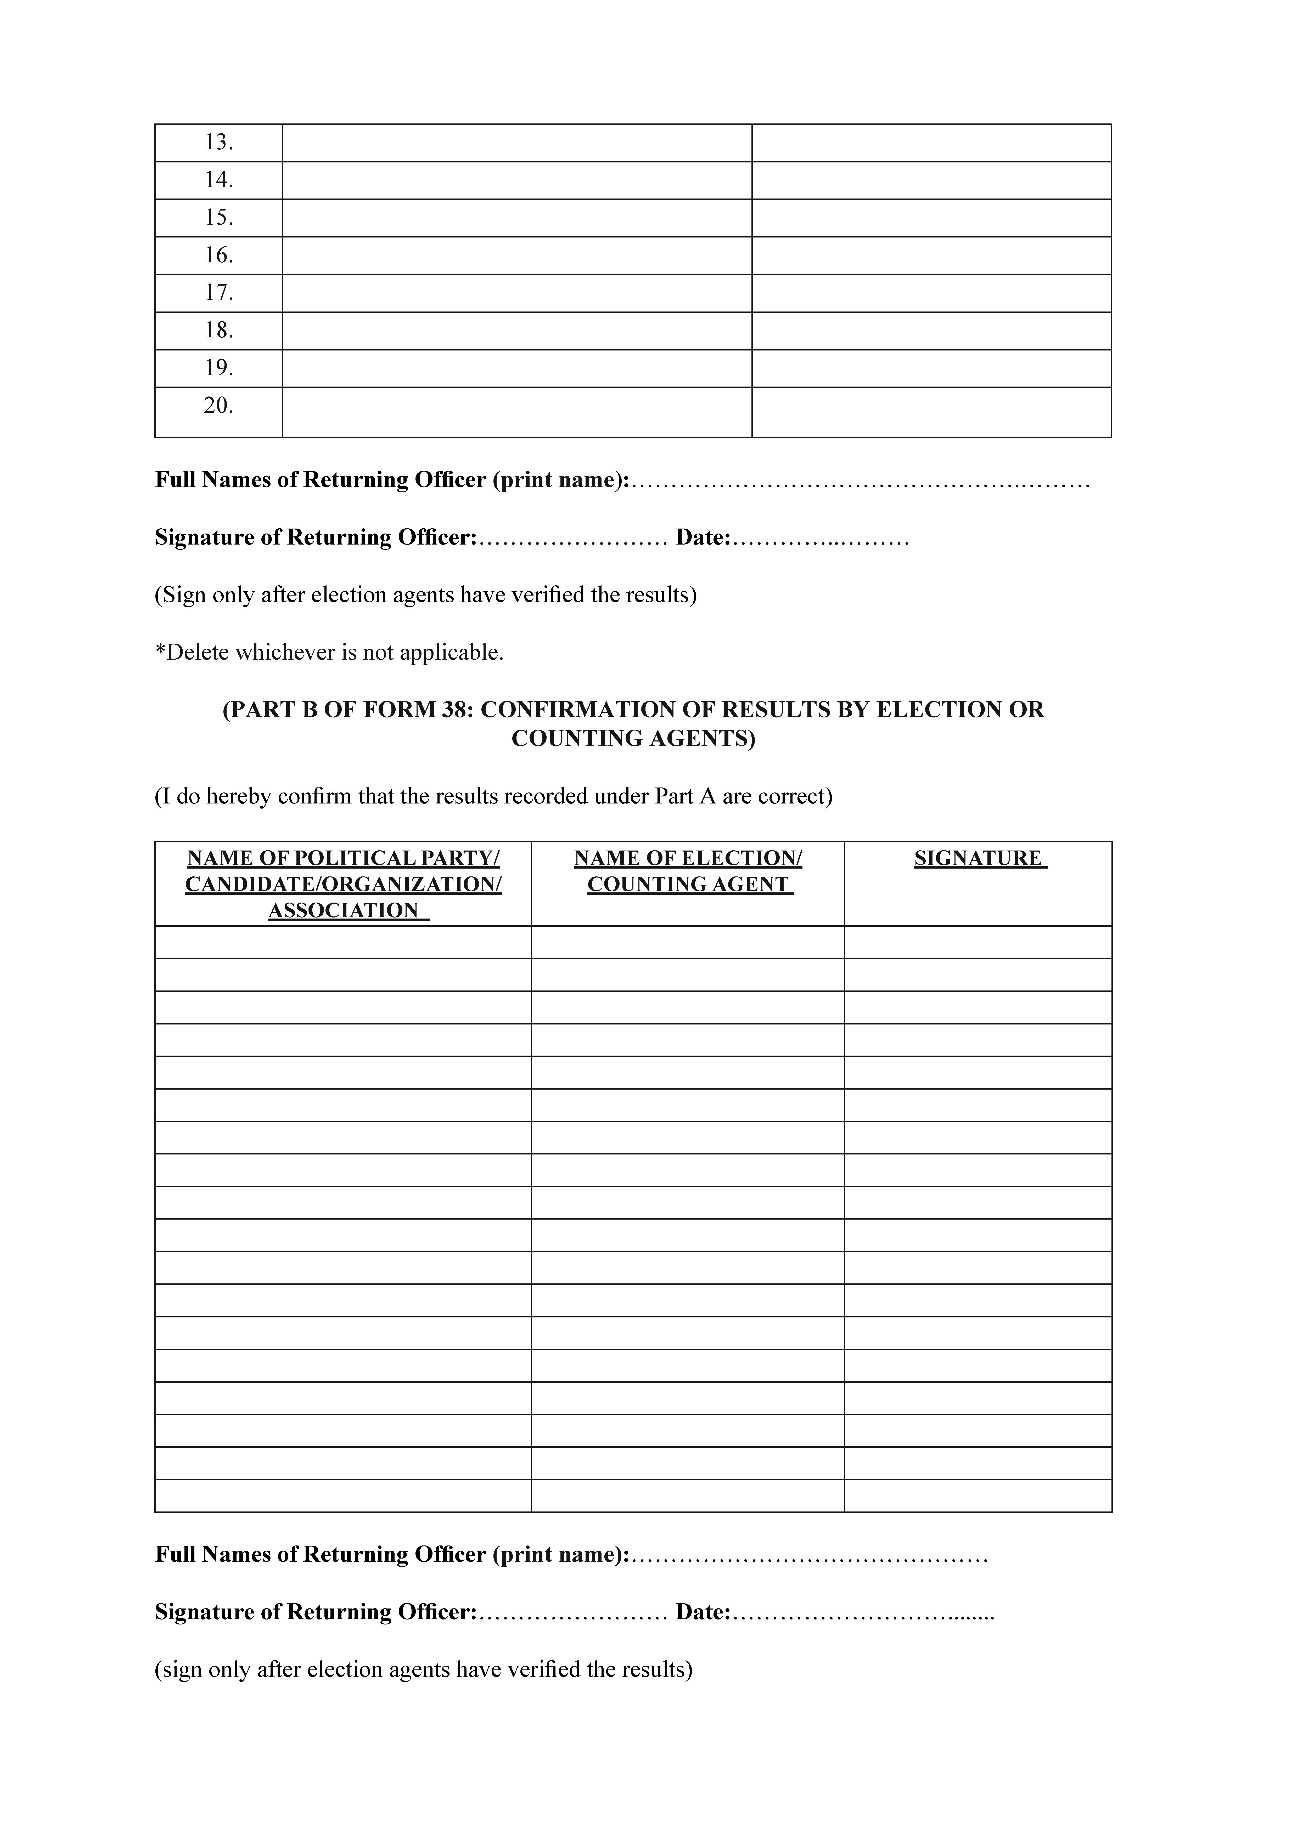 13.
14.
15.
16.
17.
18.
19.
20.
Full Names of Returning Officer (print name):………………………………………….………
Signature of Returning Officer:…………………… Date:…………..………
(Sign only after election agents have verified the results)
*Delete whichever is not applicable.
(PART B OF FORM 38: CONFIRMATION OF RESULTS BY ELECTION OR
COUNTING AGENTS)
(I do hereby confirm that the results recorded under Part A are correct)
NAME OF POLITICAL PARTY/
CANDIDATE/ORGANIZATION/
ASSOCIATION
NAME OF ELECTION/
COUNTING AGENT
SIGNATURE
Full Names of Returning Officer (print name):………………………………………
Signature of Returning Officer:…………………… Date:……………………….......
(sign only after election agents have verified the results)